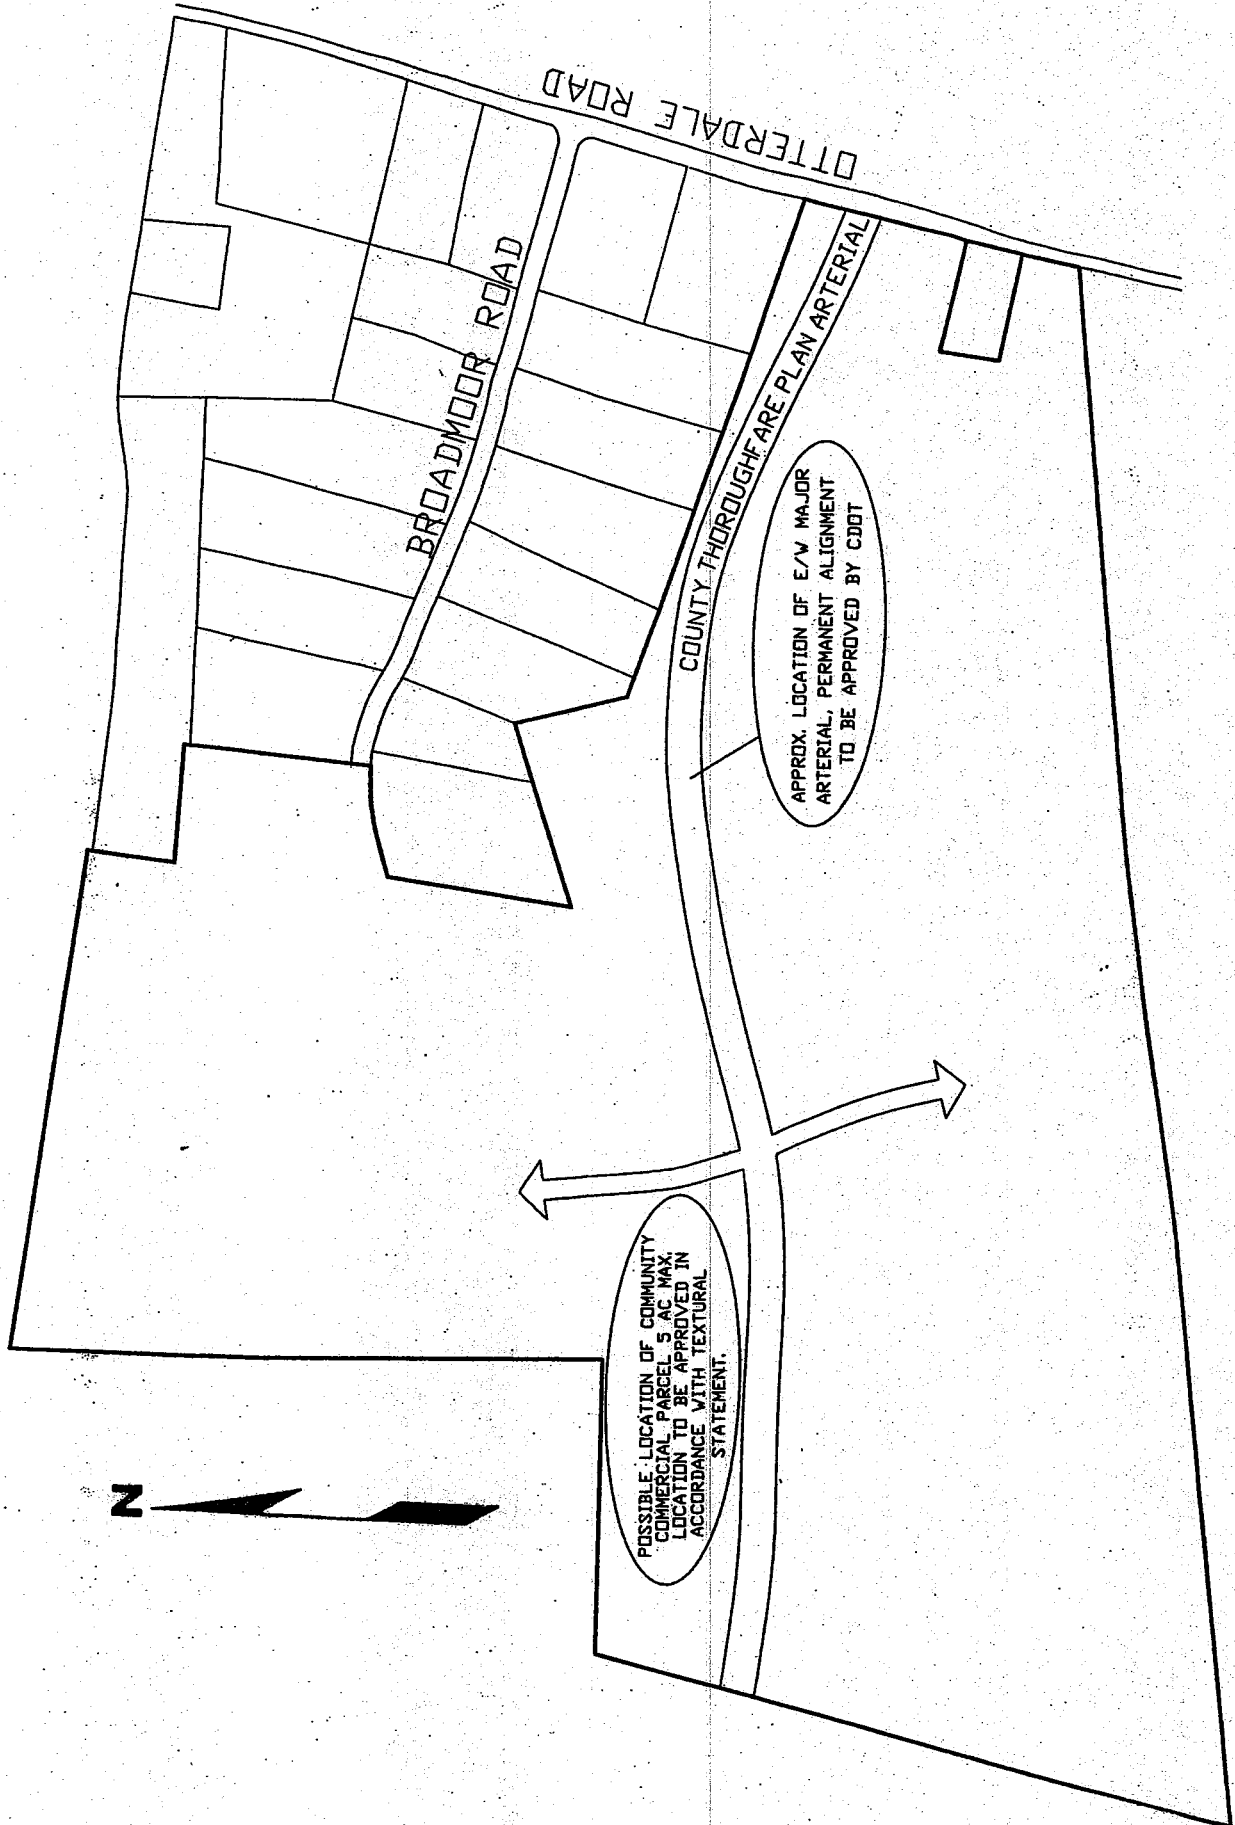 OTTERDALE ROAD
BROADMOOR ROAD
COUNTY THOROUGHFARE PLAN ARTERIAL
APPROX. LOCATION OF E/W MAJOR
ARTERIAL, PERMANENT ALIGNMENT
TO BE APPROVED BY CDOT
POSSIBLE LOCATION OF COMMUNITY
COMMERCIAL PARCEL 5 AC MAX,
LOCATION TO BE APPROVED IN
ACCORDANCE WITH TEXTURAL
STATEMENT.
N